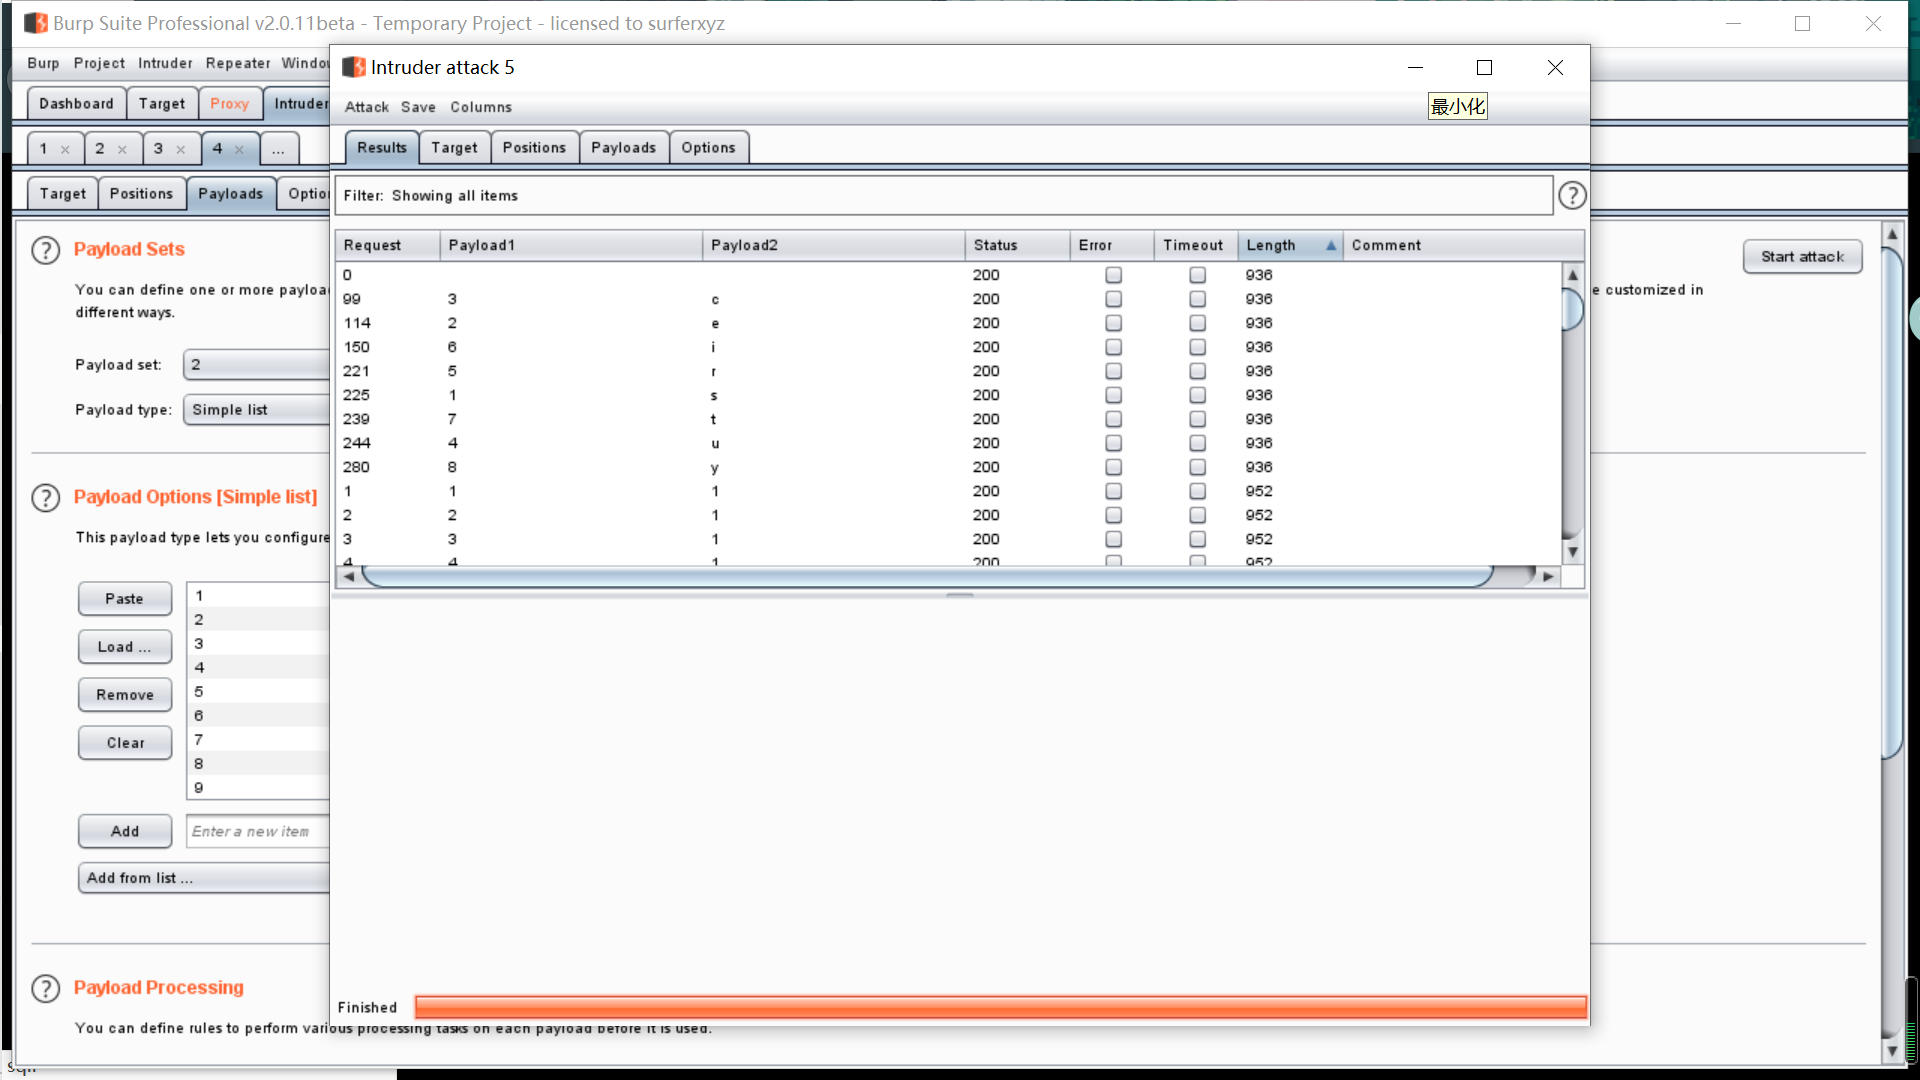 Burp Suite Professional v2.0.11beta - Temporary Project - licensed to surferxyz
Burp Project Intruder Repeater
Intruder attack 5
Attack Save Columns
最小化
Dashboard Target Proxy Intruder
1 × 2 × 3 × 4 × ...
Results Target Positions Payloads Options
Target Positions Payloads
Filter: Showing all items
?
Request Payload1 Payload2 Status Error Timeout Length Comment
0 200 936
99 3 c 200 936
114 2 e 200 936
150 6 i 200 936
221 5 r 200 936
225 1 s 200 936
239 7 t 200 936
244 4 u 200 936
280 8 y 200 936
1 1 1 200 952
2 2 1 200 952
3 3 1 200 952
4 4 1 200 952
? Payload Sets
Start attack
You can define one or more
customized in
different ways.
Payload set: 2
Payload type: Simple list
? Payload Options [Simple list]
This payload type lets you configure
Paste
Load ...
Remove
Clear
1
2
3
4
5
6
7
8
9
Add Enter a new item
Add from list ...
? Payload Processing
Finished
You can define rules to perform various processing tasks on each payload before it is used.